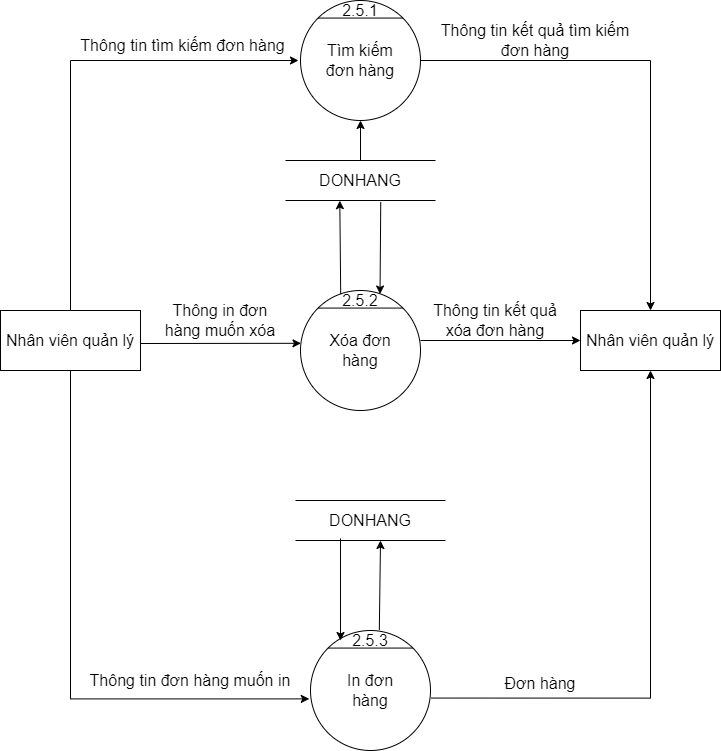 2.5.1
Tìm kiếm
đơn hàng
Thông tin tìm kiếm đơn hàng
Thông tin kết quả tìm kiếm
đơn hàng
DONHANG
2.5.2
Xóa đơn
hàng
Thông in đơn
hàng muốn xóa
Thông tin kết quả
xóa đơn hàng
Nhân viên quản lý
Nhân viên quản lý
DONHANG
2.5.3
In đơn
hàng
Thông tin đơn hàng muốn in
Đơn hàng